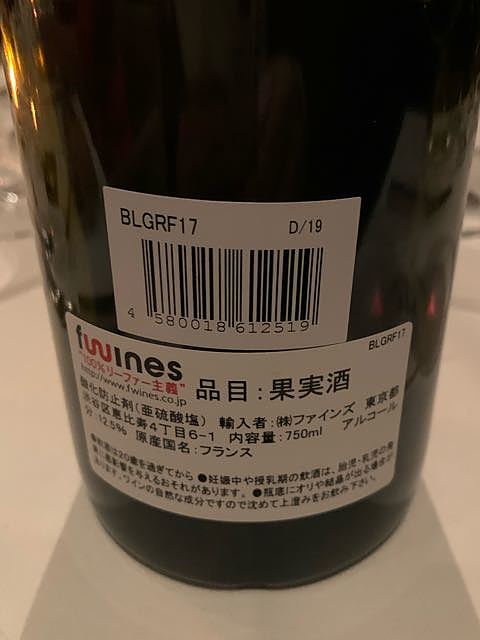 BLGRF17 D/19
4 580018 612519
BLGRF17
fwines
"100%リーファー主義"
http://www.fwines.co.jp
品目:果実酒
酸化防止剤(亜硫酸塩) 輸入者:㈱ファインズ 東京都
渋谷区恵比寿4丁目6-1 内容量:750ml アルコール
分:12.5% 原産国名:フランス
●飲酒は20歳を過ぎてから ●妊娠中や授乳期の飲酒は、胎児・乳児の発
育に悪影響を与えるおそれがあります。●瓶底にオリや結晶が出る場合が
あります。ワインの自然な成分ですので沈めて上澄みをお飲み下さい。